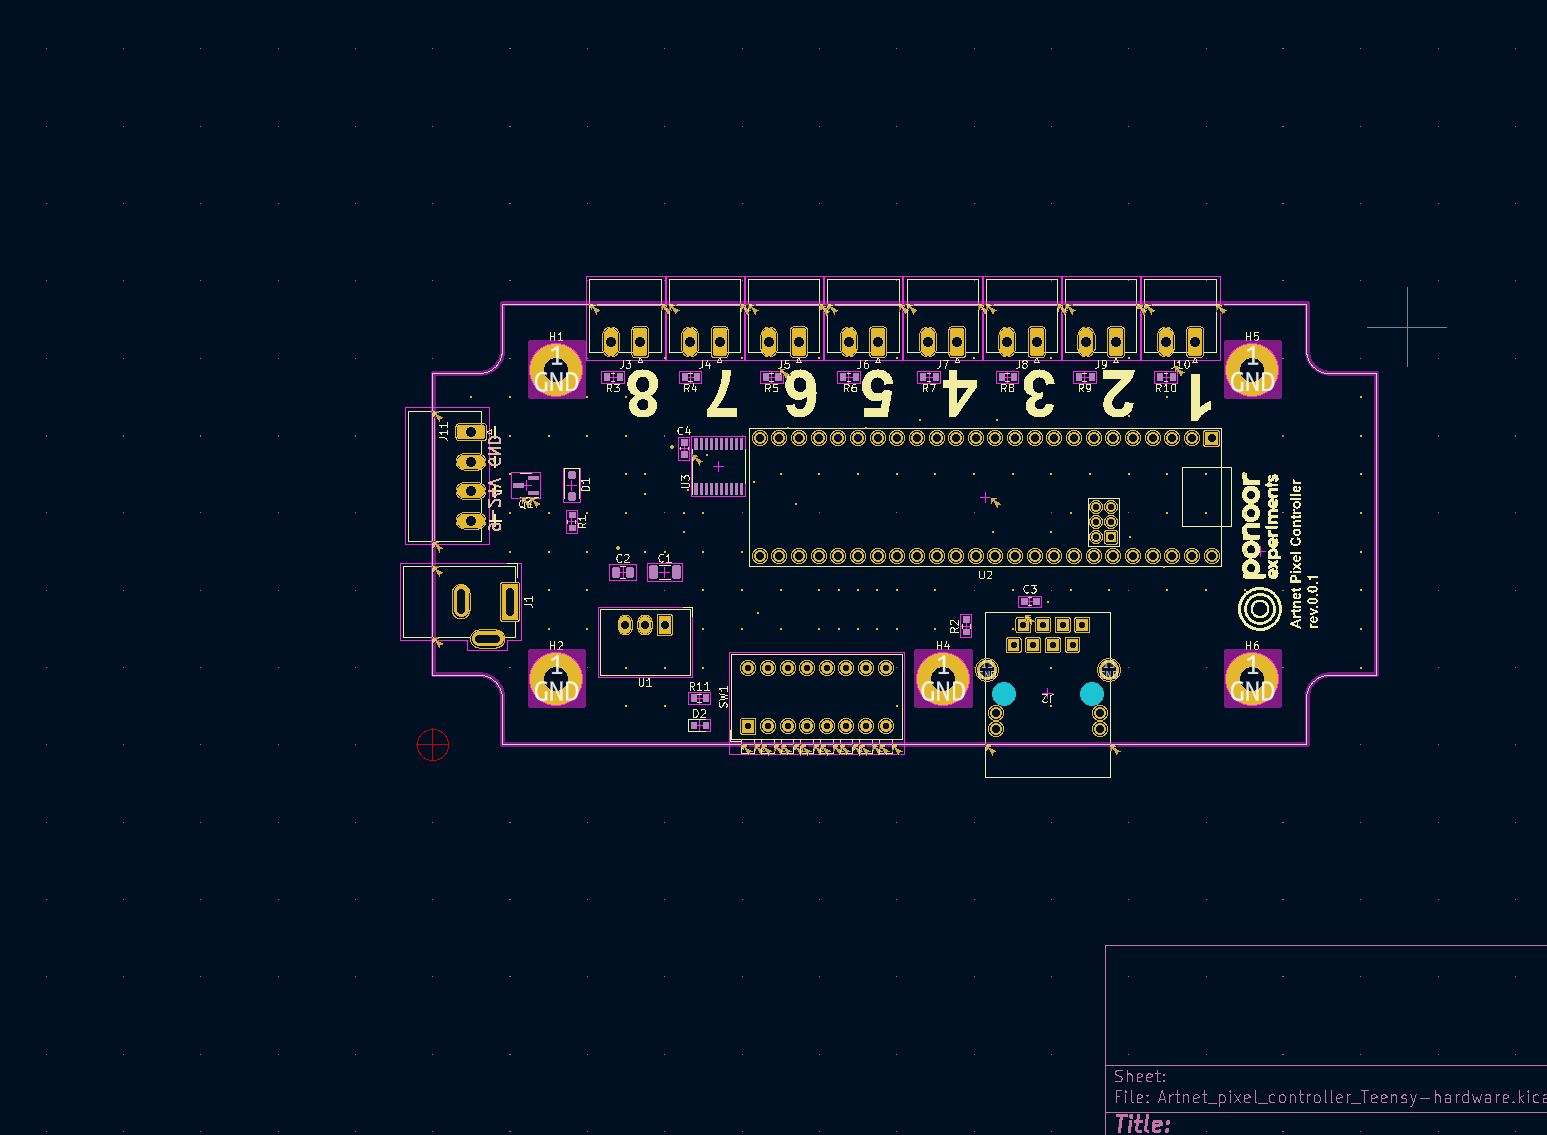 H1
1
GND
J3
J4
J5
J6
J7
J8
J9
J10
H5
1
GND
R3
R4
R5
R6
R7
R8
R9
R10
8
7
6
5
4
3
2
1
J11
GND
24V
C4
U3
D1
R1
C2
C1
U2
J1
C3
R2
ponoor
experiments
Artnet Pixel Controller
rev.0.0.1
H2
1
GND
U1
R11
D2
SW1
H4
1
GND
GND
GND
J2
H6
1
GND
Sheet:
File: Artnet_pixel_controller_Teensy-hardware.kica
Title: